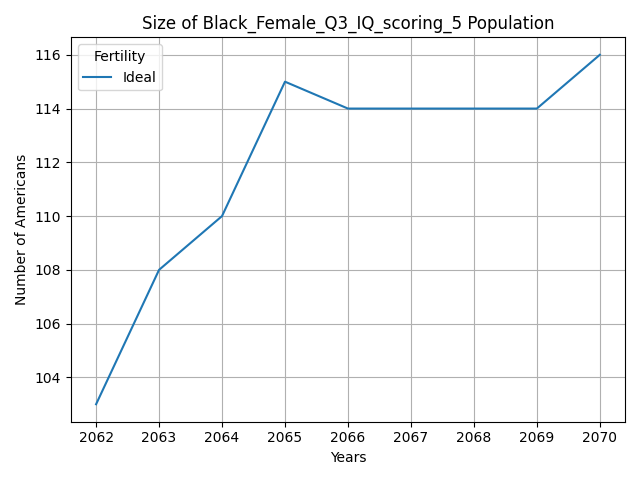 Size of Black_Female_Q3_IQ_scoring_5 Population
Fertility
Ideal
116
114
112
110
108
106
104
Number of Americans
2062 2063 2064 2065 2066 2067 2068 2069 2070
Years